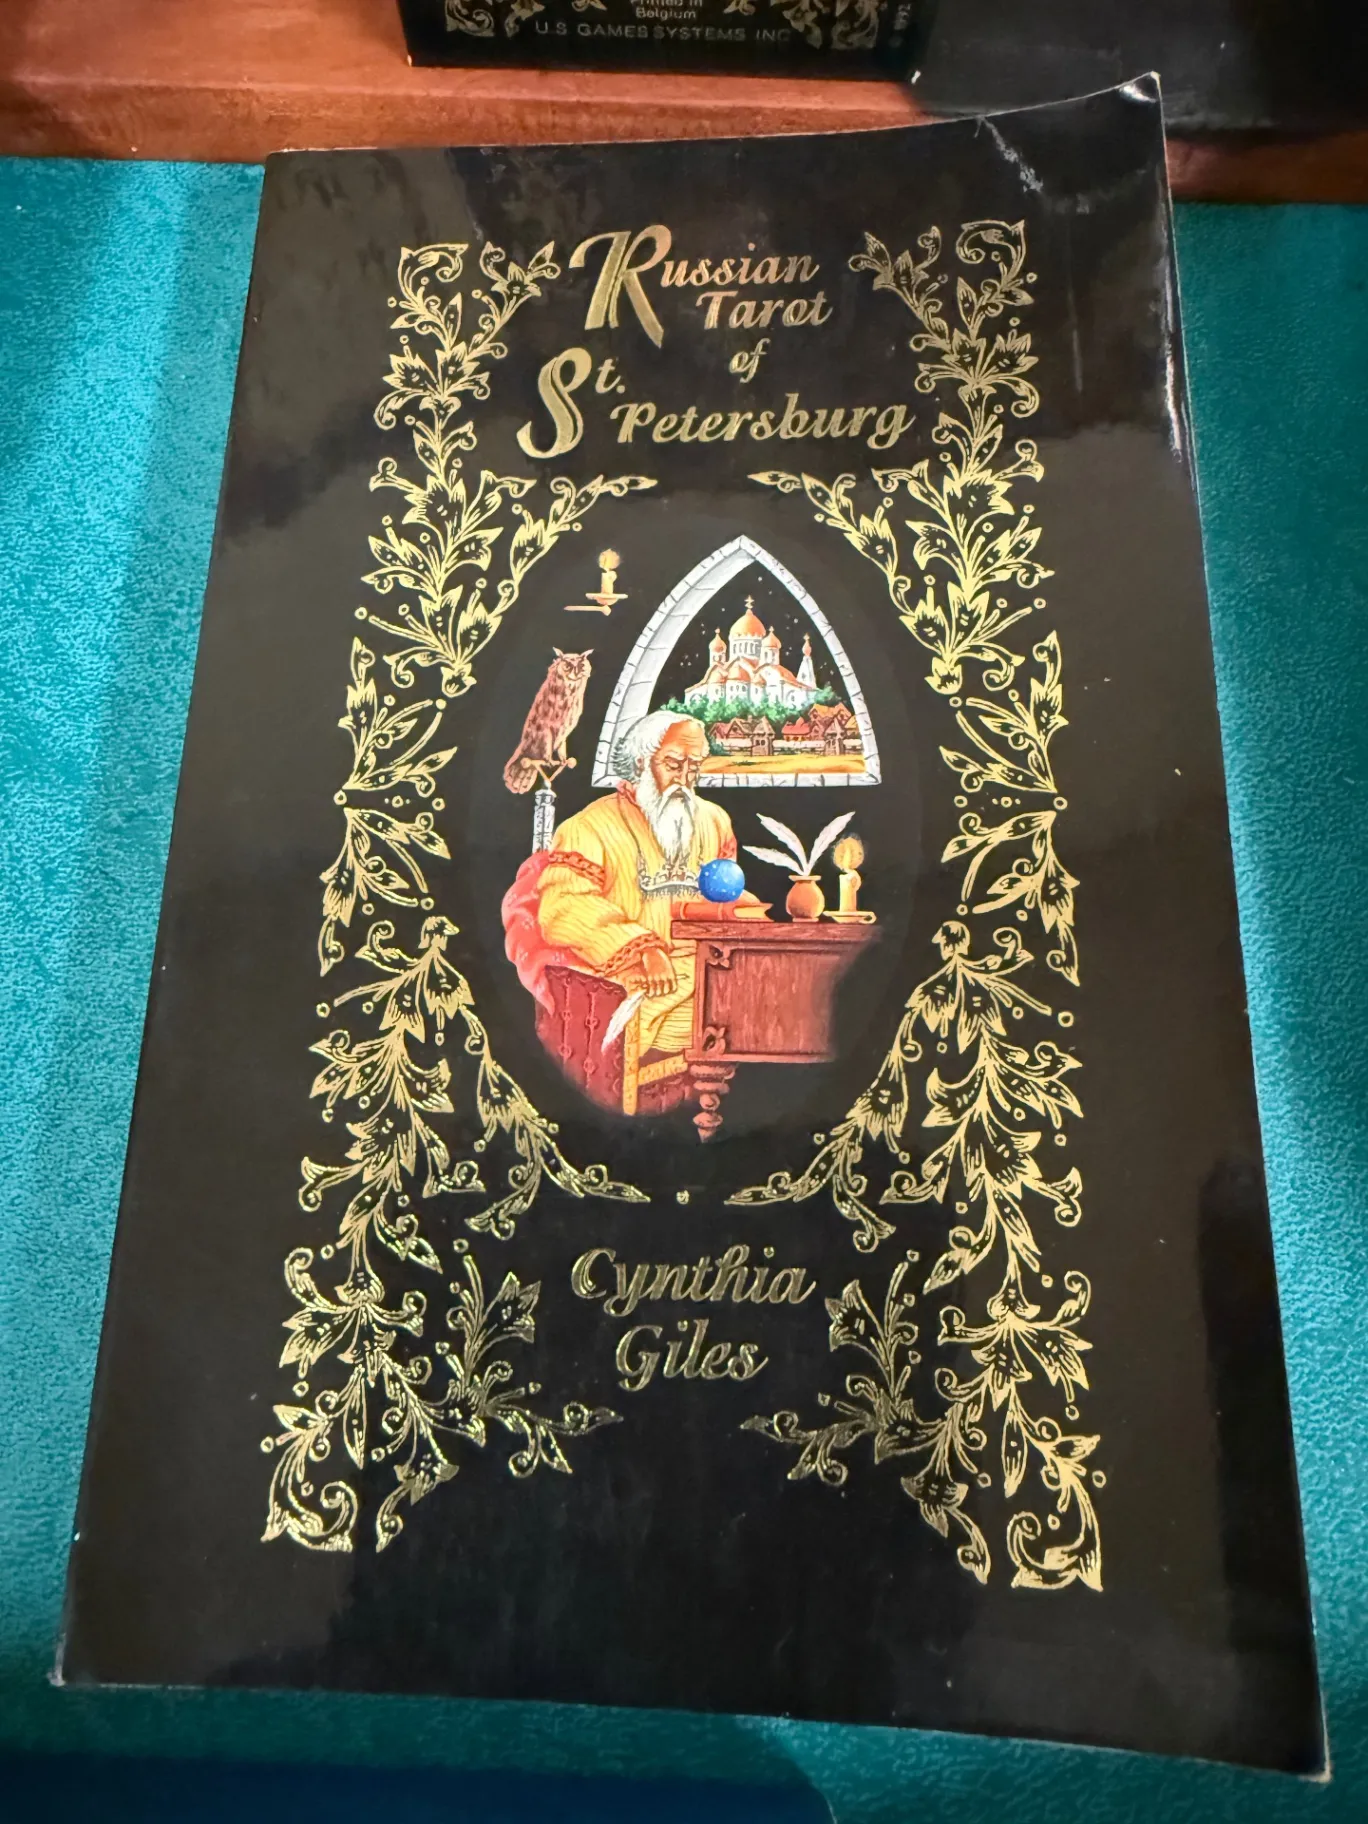 Printed in
Belgium
U.S GAMES SYSTEMS INC
Russian
Tarot
of
St.
Petersburg
Cynthia
Giles